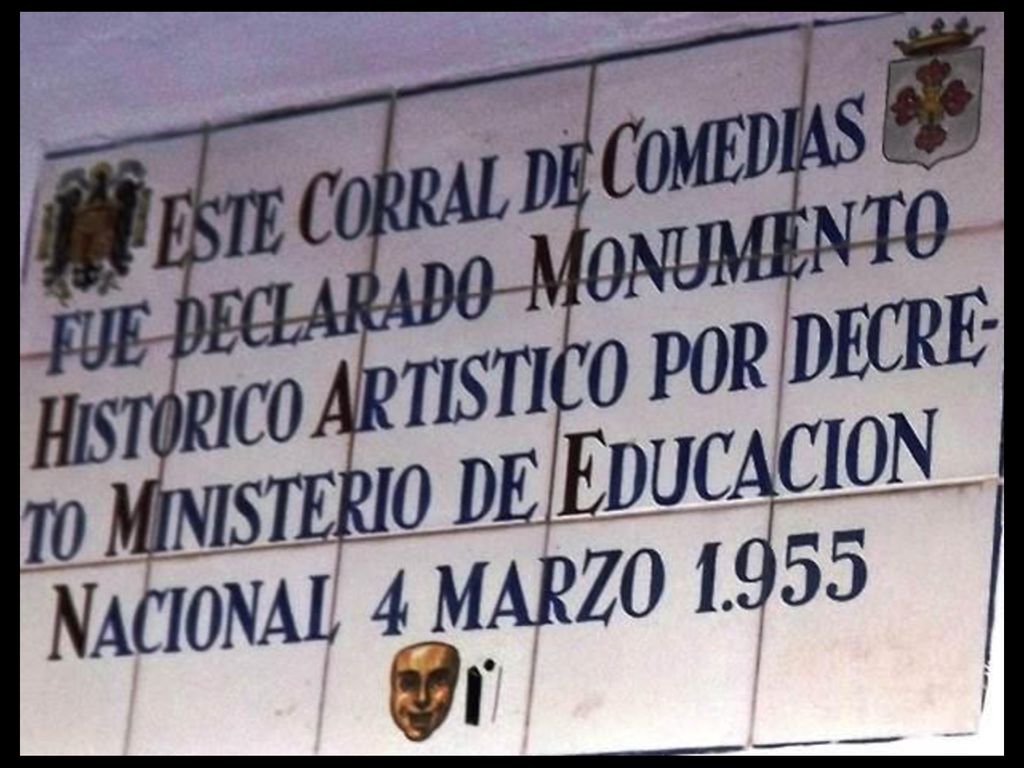 ESTE CORRAL DE COMEDIAS
FUE DECLARADO MONUMENTO
HISTORICO ARTISTICO POR DECRE-
TO MINISTERIO DE EDUCACION
NACIONAL 4 MARZO 1.955